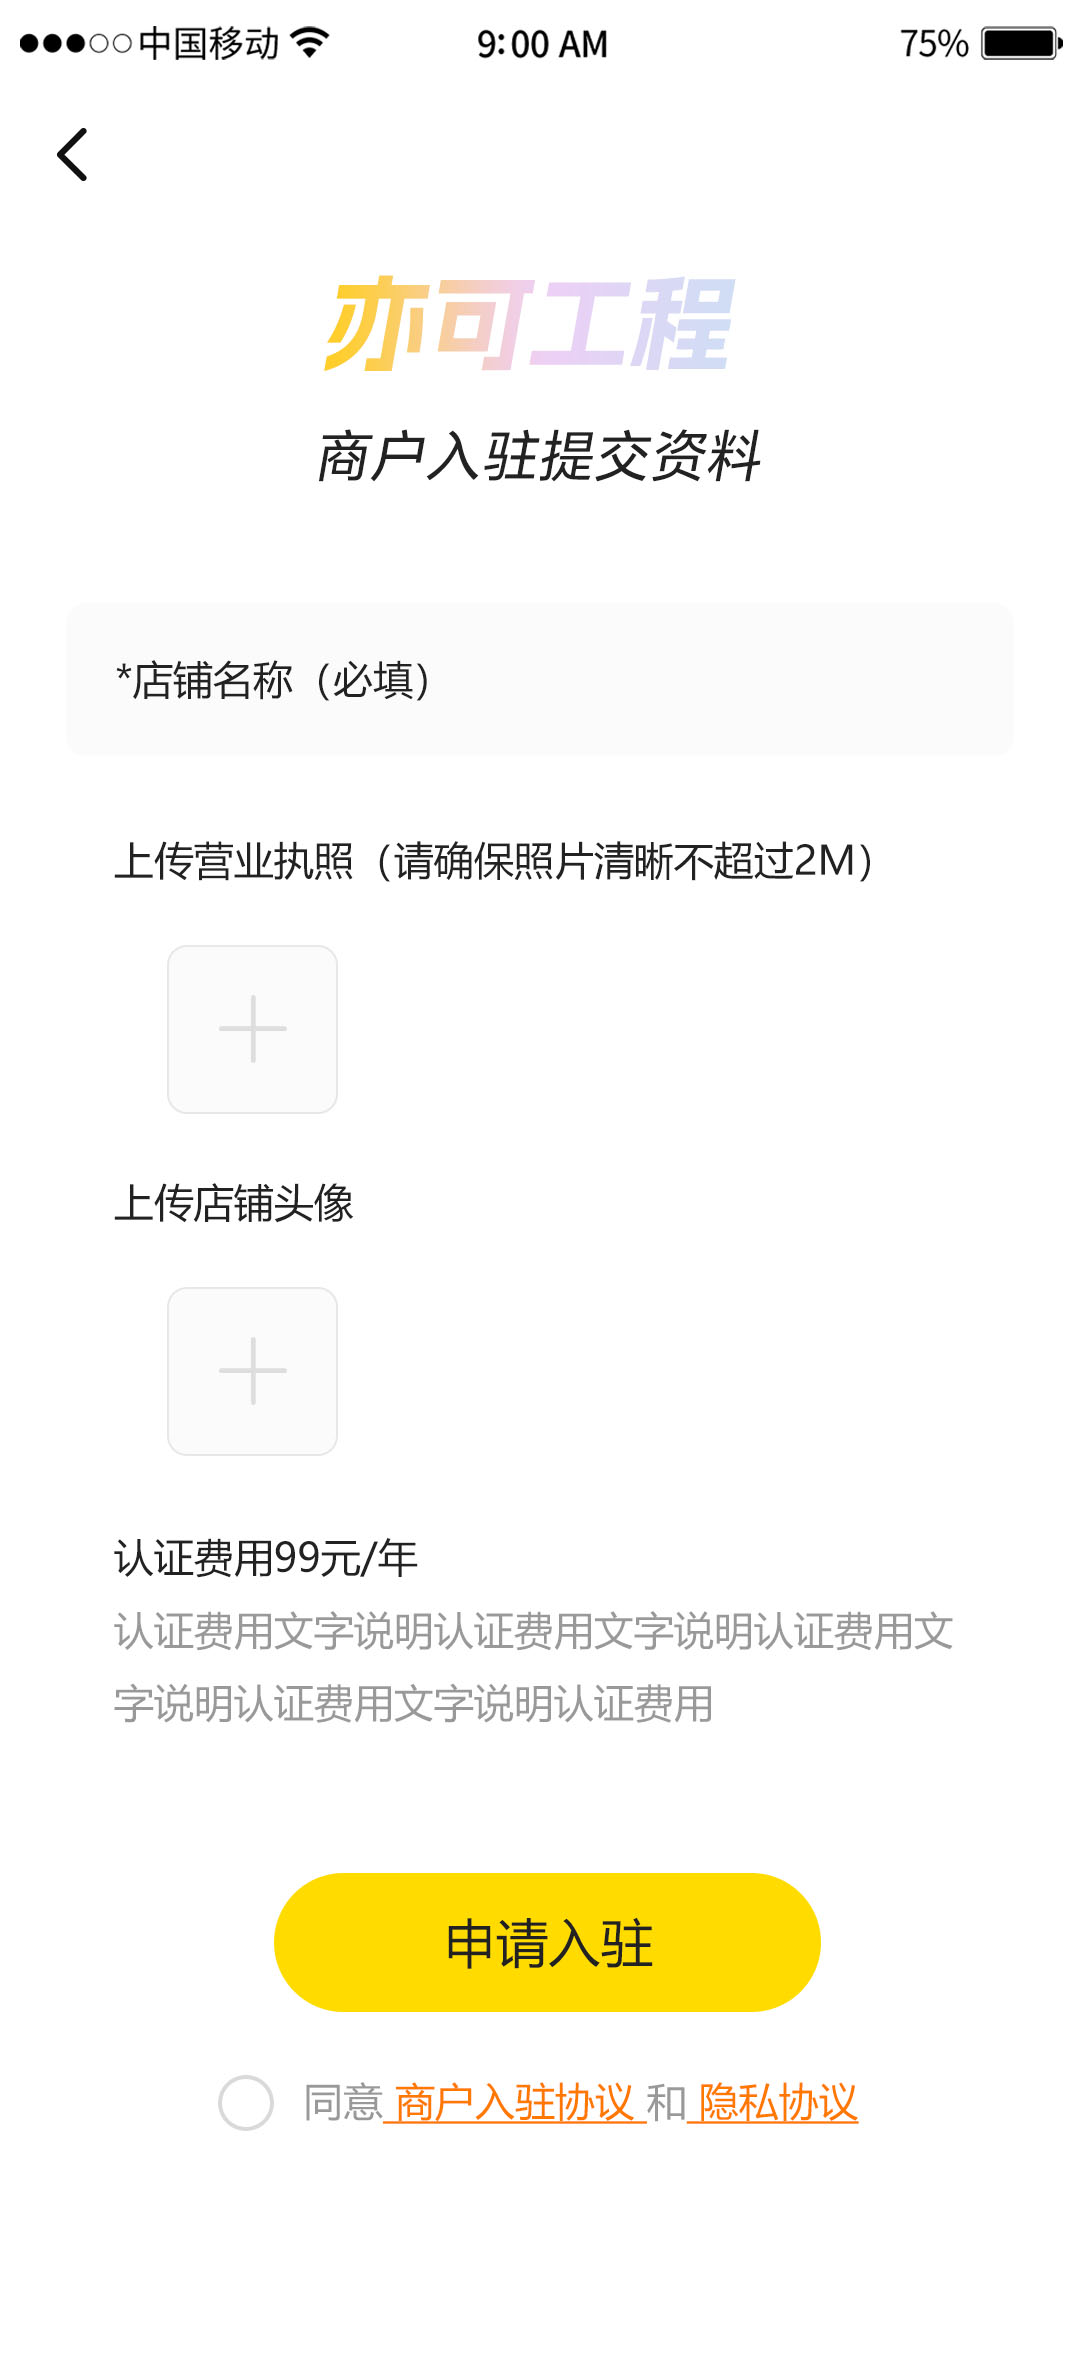 中国移动 9:00 AM 75%
亦可工程
商户入驻提交资料
*店铺名称（必填）
上传营业执照（请确保照片清晰不超过2M）
上传店铺头像
认证费用99元/年
认证费用文字说明认证费用文字说明认证费用文
字说明认证费用文字说明认证费用
申请入驻
同意 商户入驻协议 和 隐私协议